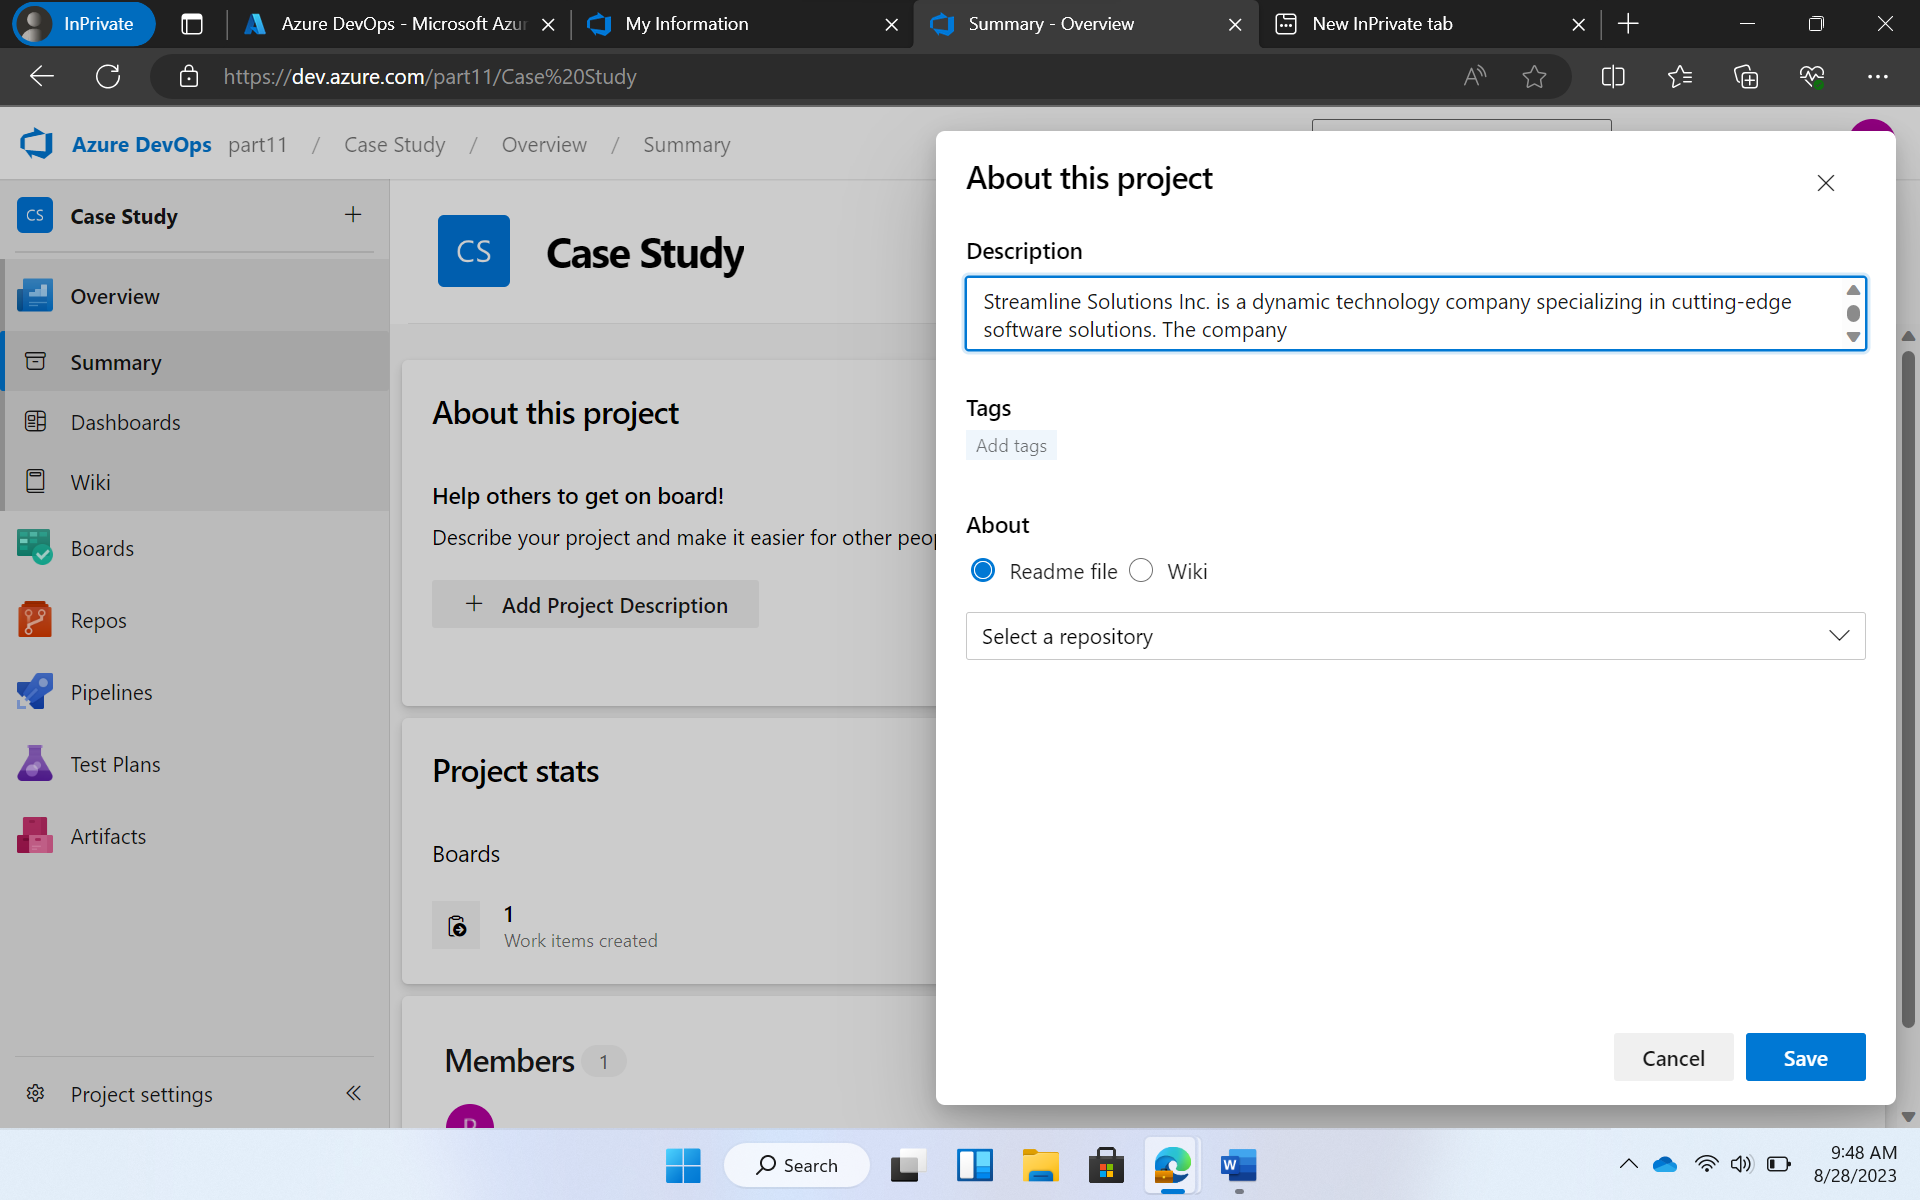 InPrivate
Azure DevOps - Microsoft Azur
My Information
Summary - Overview
New InPrivate tab
https://dev.azure.com/part11/Case%20Study
Azure DevOps part11 / Case Study / Overview / Summary
CS Case Study
Overview
Summary
Dashboards
Wiki
Boards
Repos
Pipelines
Test Plans
Artifacts
Project settings
CS Case Study
About this project
Help others to get on board!
Describe your project and make it easier for other peop
Add Project Description
Project stats
Boards
1
Work items created
Members 1
About this project
Description
Streamline Solutions Inc. is a dynamic technology company specializing in cutting-edge
software solutions. The company
Tags
Add tags
About
Readme file Wiki
Select a repository
Cancel Save
Search
9:48 AM
8/28/2023